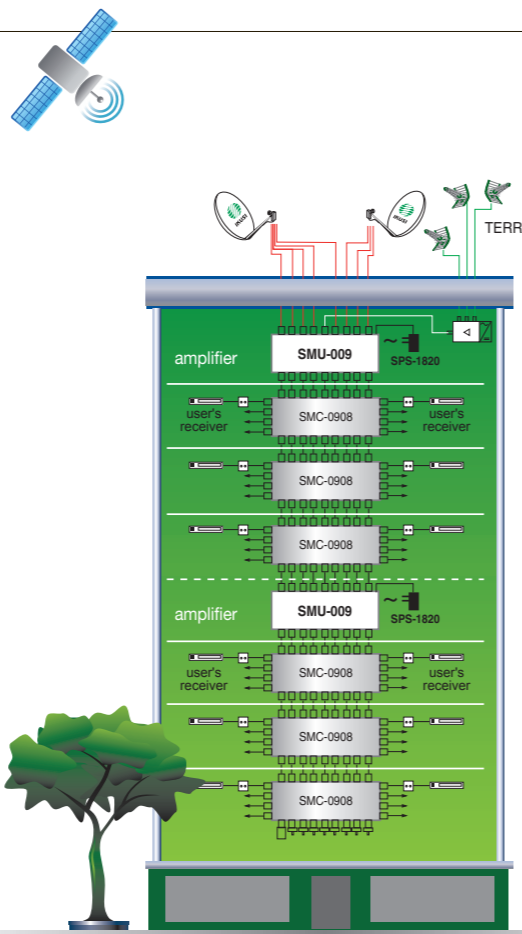 TERR
amplifier
SMU-009
SPS-1820
user's
receiver
SMC-0908
user's
receiver
SMC-0908
SMC-0908
amplifier
SMU-009
SPS-1820
user's
receiver
SMC-0908
user's
receiver
SMC-0908
SMC-0908